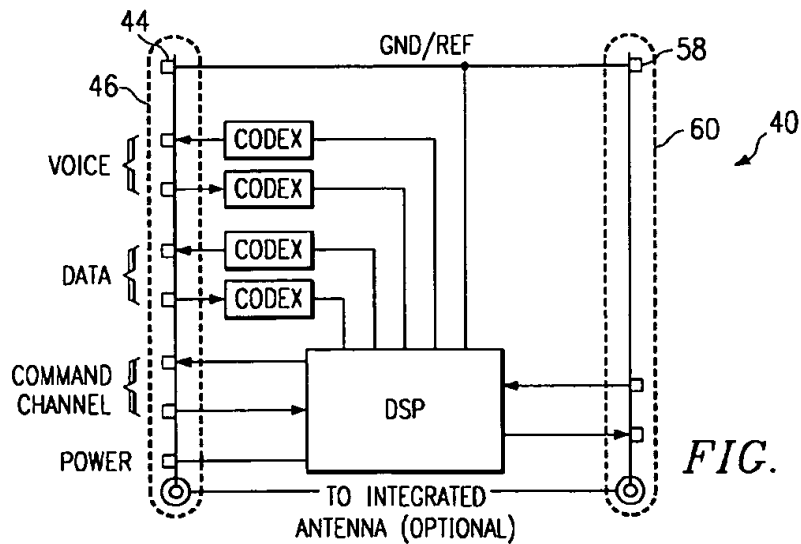 44
GND/REF
58
46
60
40
CODEX
VOICE
CODEX
CODEX
DATA
CODEX
COMMAND
CHANNEL
DSP
POWER
FIG.
TO INTEGRATED
ANTENNA (OPTIONAL)